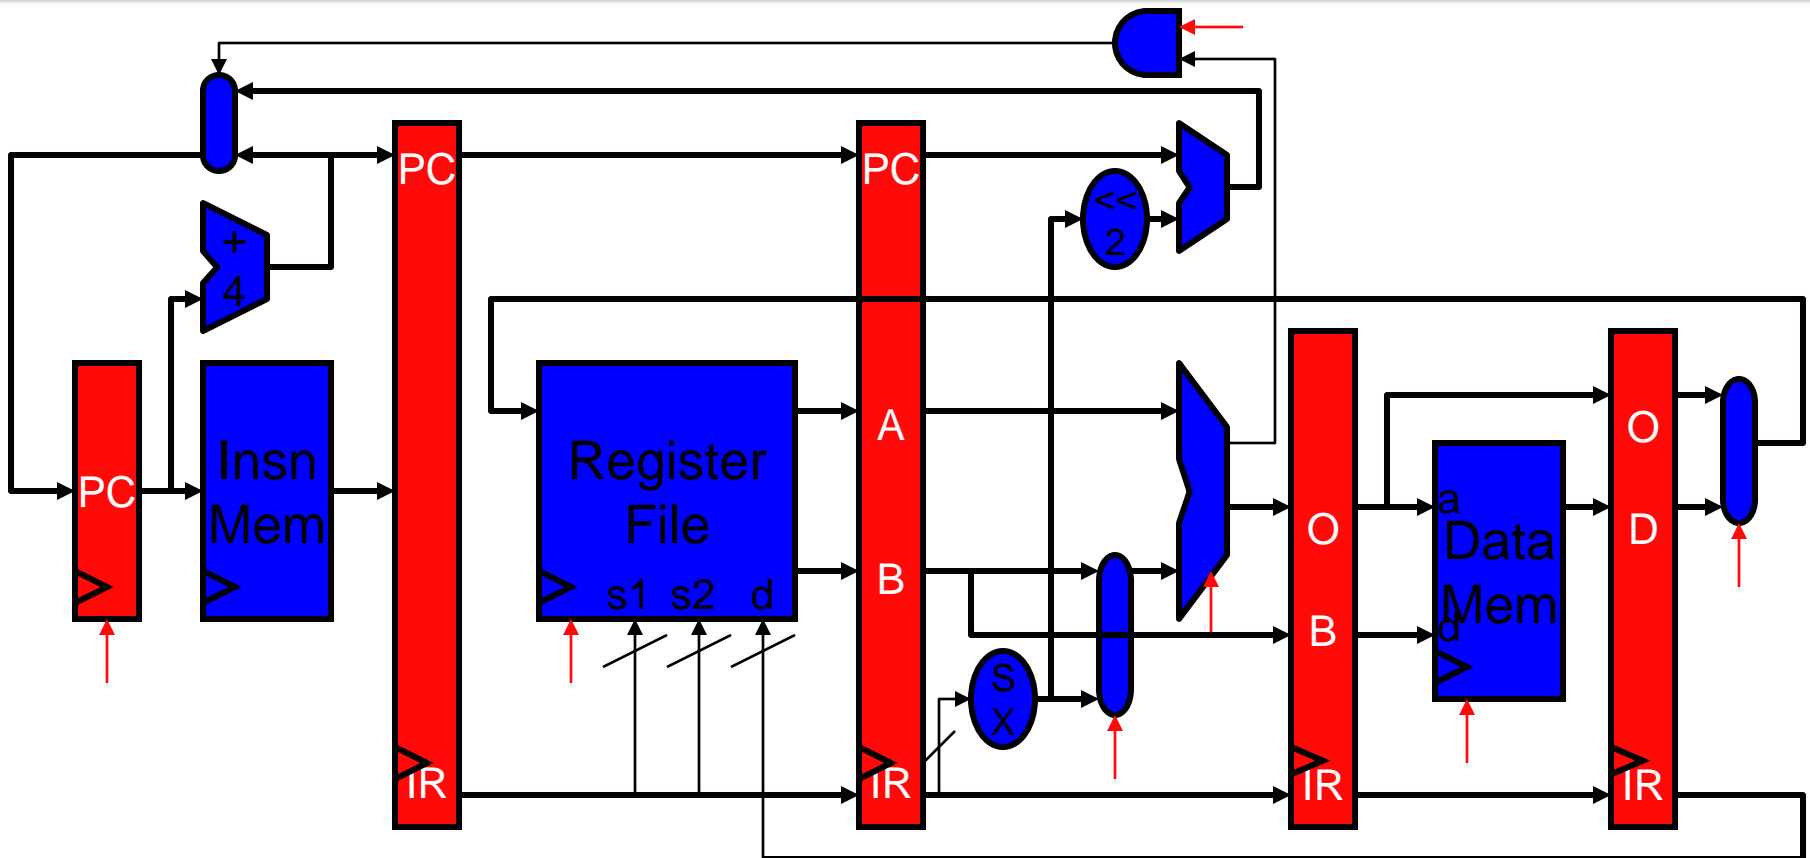 PC
PC
<<
2
+
4
PC
Insn
Mem
Register
File
s1 s2 d
A
B
S
X
O
B
a
Data
Mem
d
O
D
IR
IR
IR
IR